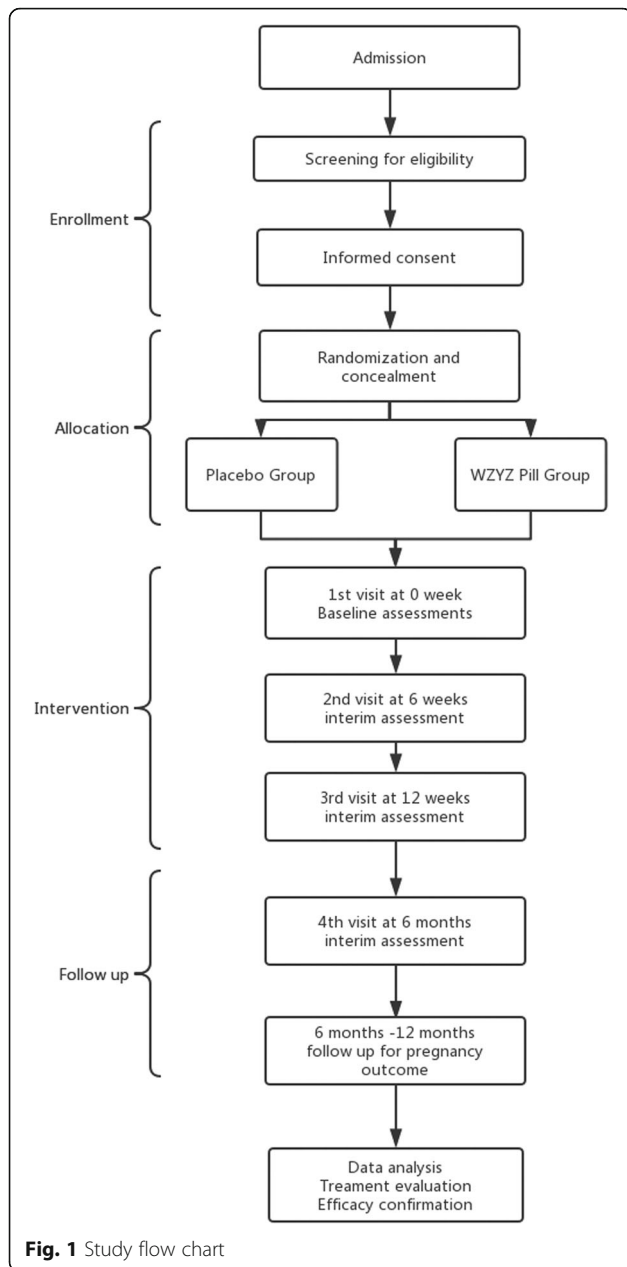 Admission
Screening for eligibility
Enrollment
Informed consent
Randomization and
concealment
Allocation
Placebo Group
WZYZ Pill Group
1st visit at 0 week
Baseline assessments
Intervention
2nd visit at 6 weeks
interim assessment
3rd visit at 12 weeks
interim assessment
4th visit at 6 months
interim assessment
Follow up
6 months -12 months
follow up for pregnancy
outcome
Data analysis
Treament evaluation
Efficacy confirmation
Fig. 1 Study flow chart